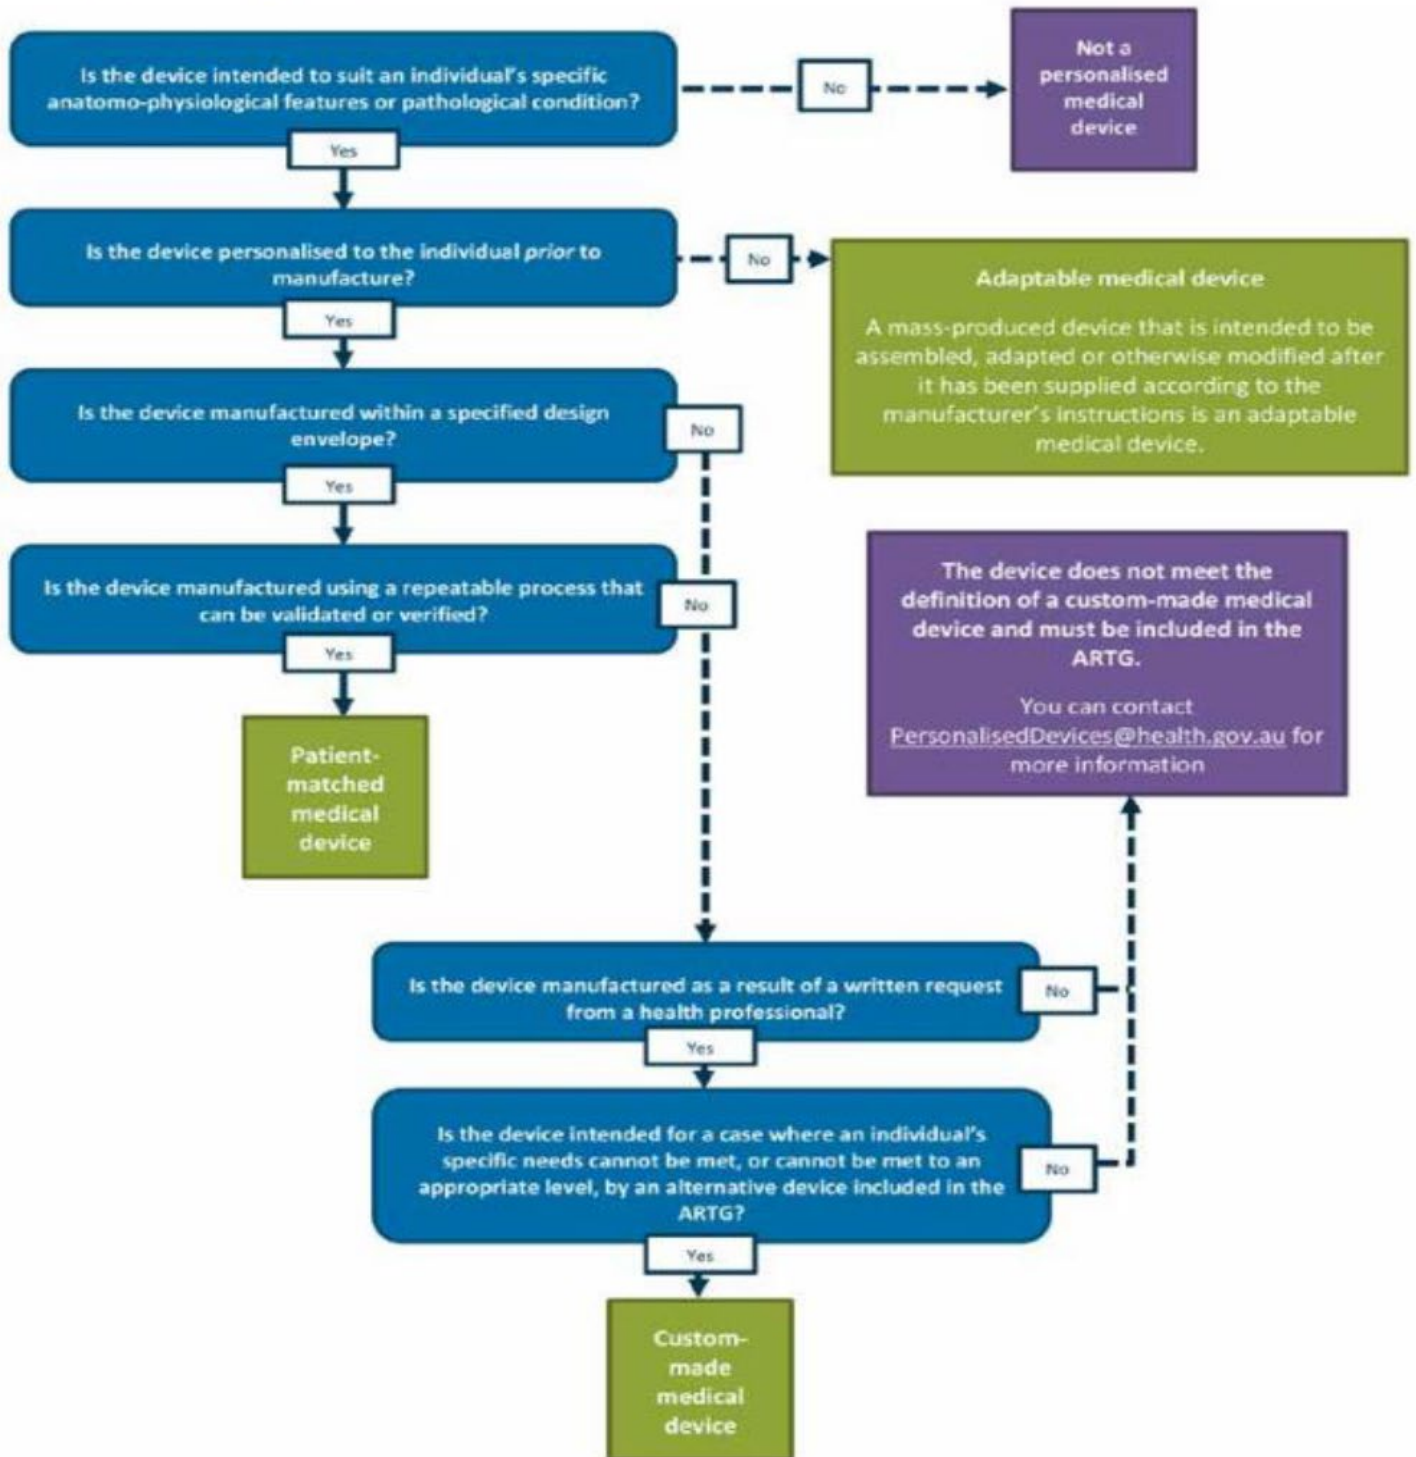 Is the device intended to suit an individual's specific
anatomo-physiological features or pathological condition?
No
Not a
personalised
medical
device
Yes
Is the device personalised to the individual prior to
manufacture?
No
Adaptable medical device
A mass-produced device that is intended to be
assembled, adapted or otherwise modified after
it has been supplied according to the
manufacturer's instructions is an adaptable
medical device.
Yes
Is the device manufactured within a specified design
envelope?
No
Yes
Is the device manufactured using a repeatable process that
can be validated or verified?
No
Yes
Patient-
matched
medical
device
The device does not meet the
definition of a custom-made medical
device and must be included in the
ARTG.
You can contact
PersonalisedDevices@health.gov.au for
more information
Is the device manufactured as a result of a written request
from a health professional?
No
Yes
Is the device intended for a case where an individual's
specific needs cannot be met, or cannot be met to an
appropriate level, by an alternative device included in the
ARTG?
No
Yes
Custom-
made
medical
device